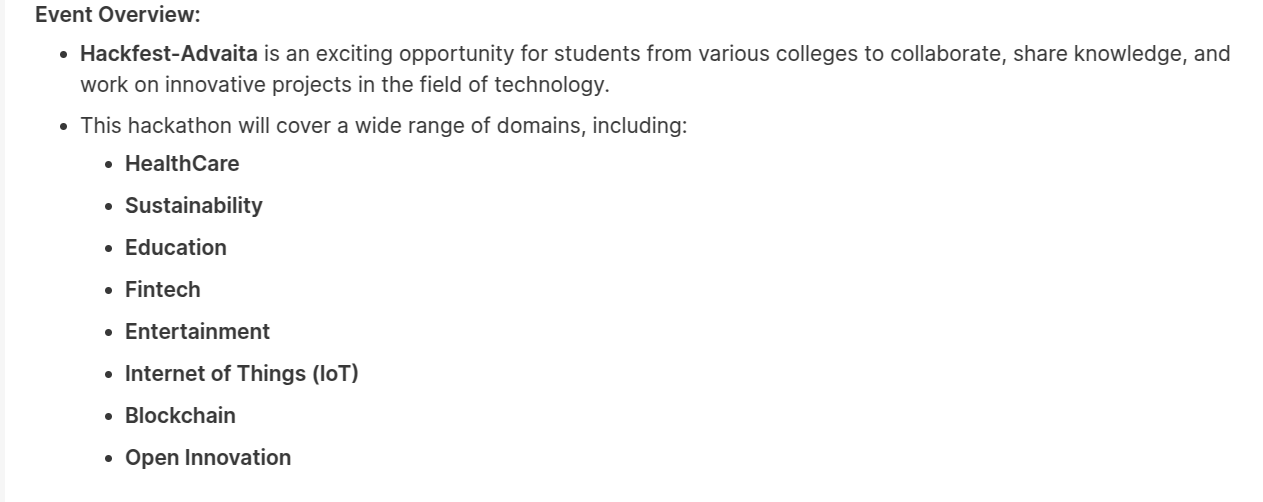 Event Overview:
• Hackfest-Advaita is an exciting opportunity for students from various colleges to collaborate, share knowledge, and
work on innovative projects in the field of technology.
• This hackathon will cover a wide range of domains, including:
• HealthCare
• Sustainability
• Education
• Fintech
• Entertainment
• Internet of Things (IoT)
• Blockchain
• Open Innovation